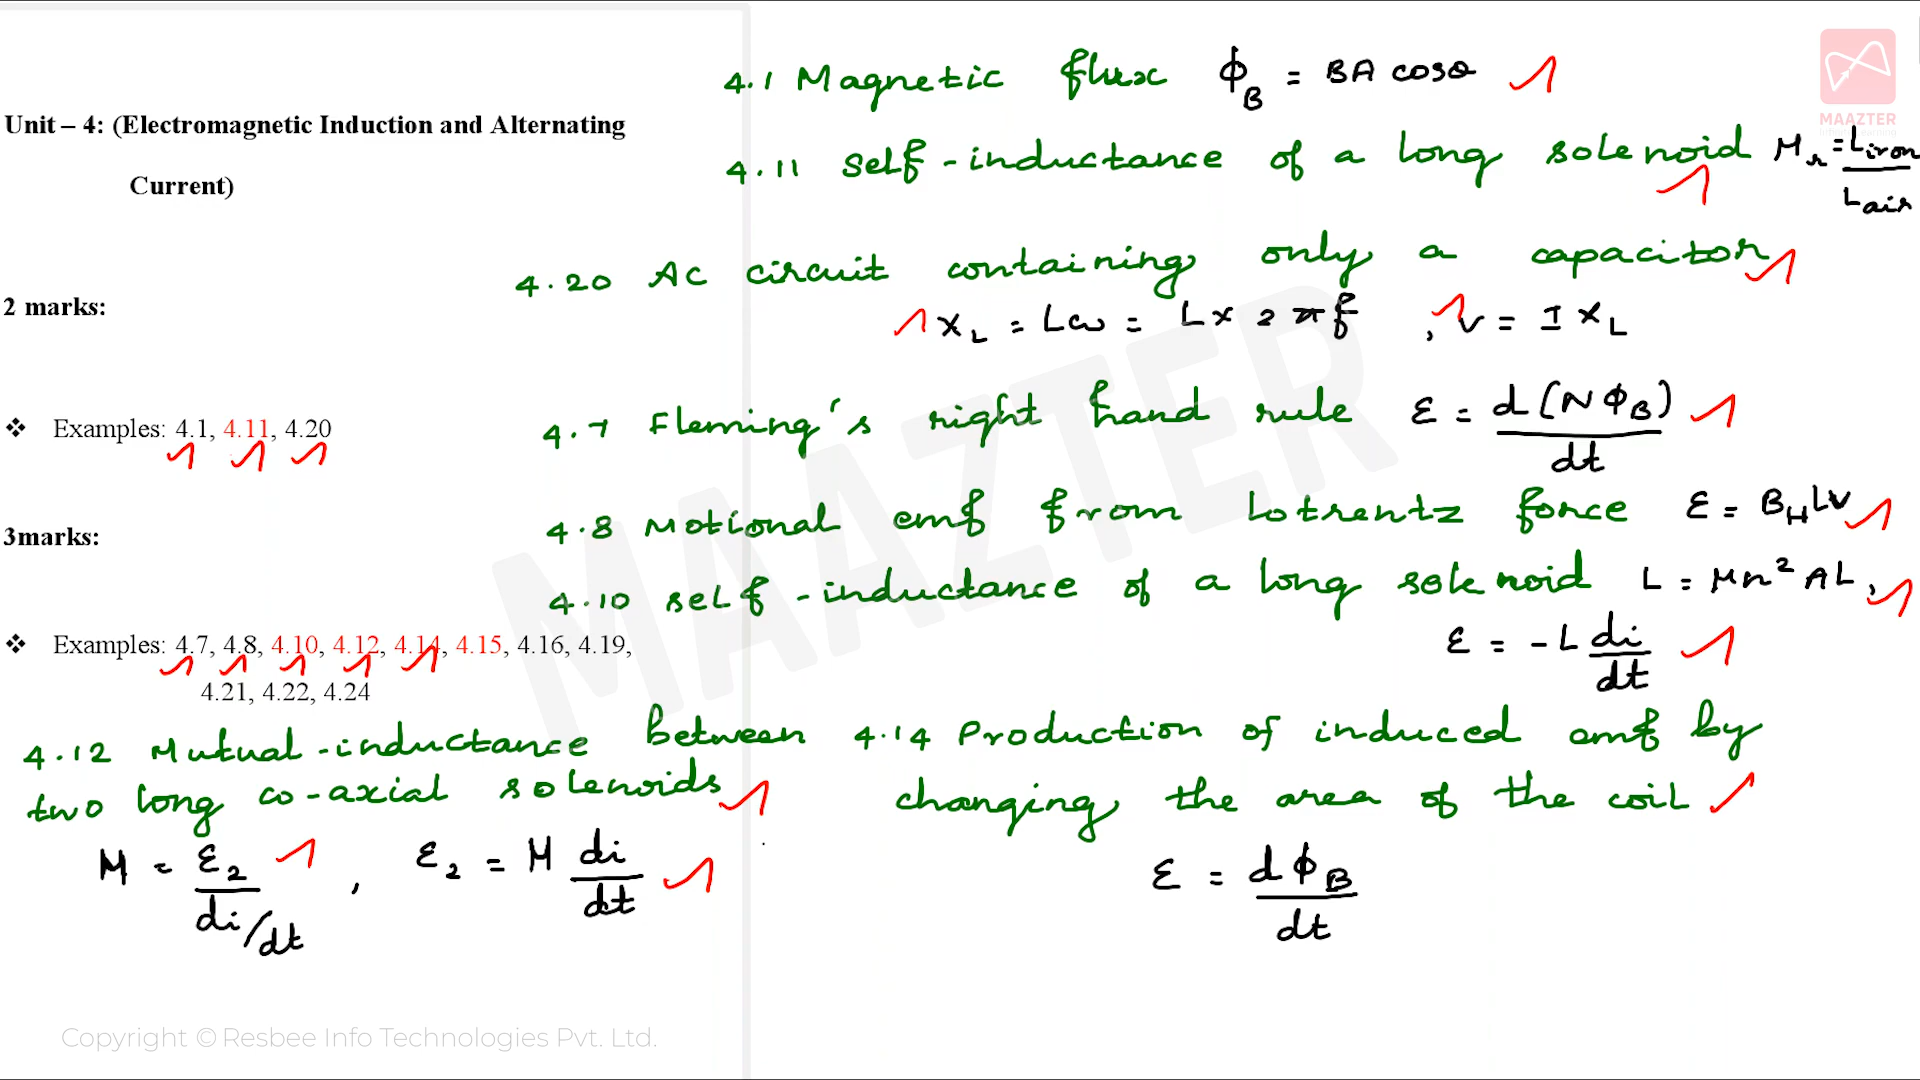 4.1 Magnetic flux ϕB = BA cosθ
MAAZTER
Unit – 4: (Electromagnetic Induction and Alternating
Current)
4.11 Self-inductance of a long solenoid Mr = Liron / Lair
4.20 AC circuit containing only a capacitor
2 marks:
XL = Lω = L × 2πf , V = I XL
❖ Examples: 4.1, 4.11, 4.20
4.7 Fleming's right hand rule ε = d(NϕB) / dt
4.8 Motional emf from Lotrentz force ε = BH LV
3marks:
4.10 self-inductance of a long solenoid L = μn² AL,
❖ Examples: 4.7, 4.8, 4.10, 4.12, 4.14, 4.15, 4.16, 4.19,
ε = -L di/dt
4.21, 4.22, 4.24
4.12 Mutual-inductance between
two long co-axial solenoids
4.14 Production of induced emf by
changing the area of the coil
M = ε2 / di/dt , ε2 = M di/dt
ε = dϕB / dt
MAAZTER
Copyright © Resbee Info Technologies Pvt. Ltd.